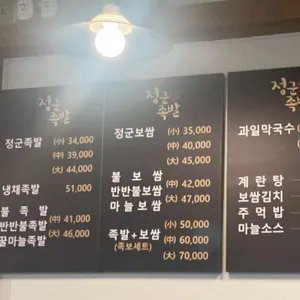 정군
족발
정군족발 (小) 34,000
(中) 39,000
(大) 44,000
냉채족발 51,000
불 족 발
반반불족발 (中) 41,000
꿀마늘족발 (大) 46,000
정군
족발
정군보쌈 (小) 35,000
(中) 40,000
(大) 45,000
불 보 쌈
반반불보쌈 (中) 42,000
마늘보쌈 (大) 47,000
족발+보쌈 (小) 50,000
(족보세트) (中) 60,000
(大) 70,000
정군
족발
과일막국수
계 란 탕
보쌈김치
주 먹 밥
마늘소스